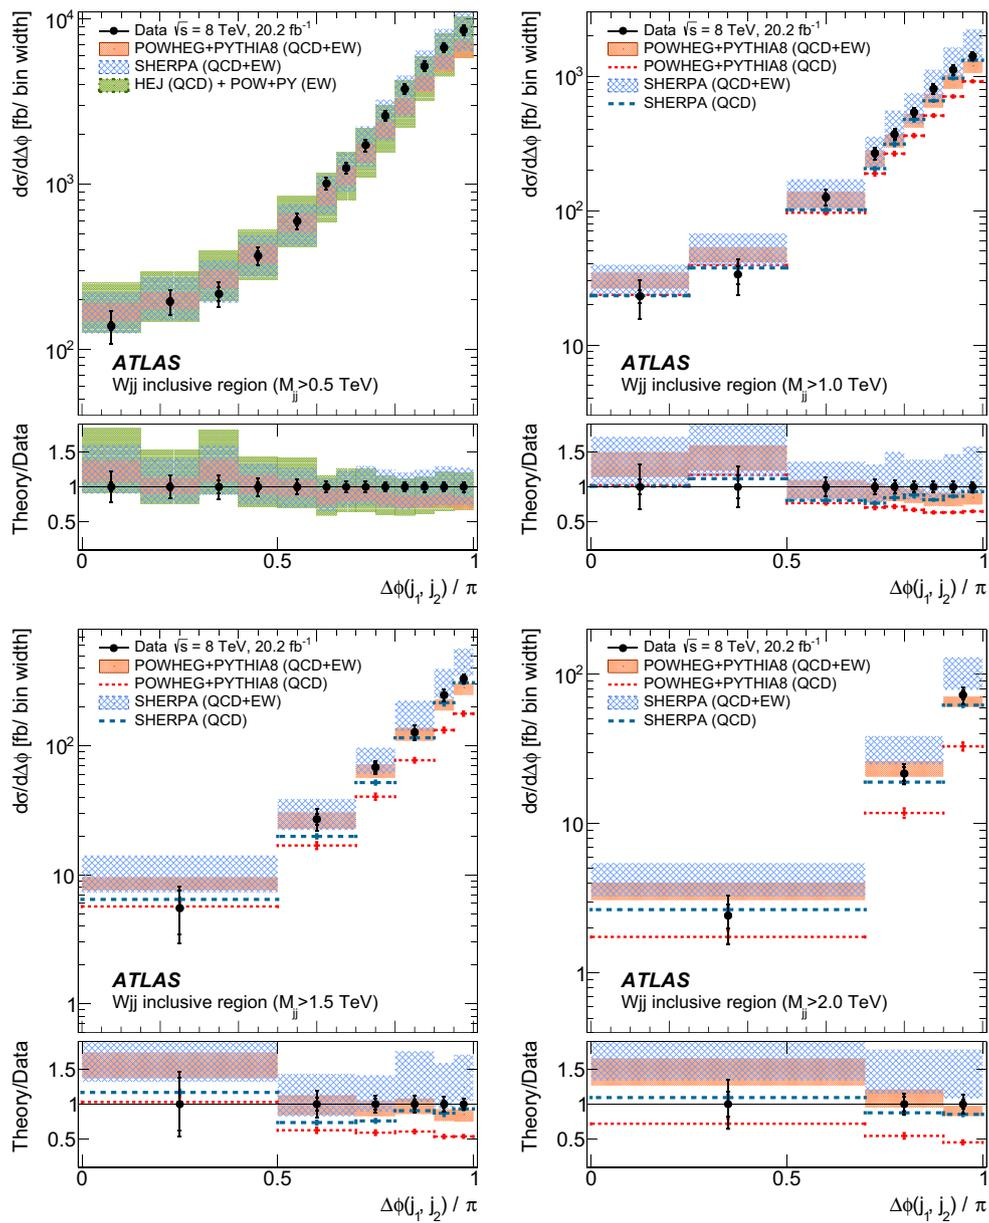 dσ/dΔϕ [fb/ bin width]
10⁴
10³
10²
Data √s = 8 TeV, 20.2 fb⁻¹
POWHEG+PYTHIA8 (QCD+EW)
SHERPA (QCD+EW)
HEJ (QCD) + POW+PY (EW)
ATLAS
Wjj inclusive region (M_jj>0.5 TeV)
Theory/Data
1.5
1
0.5
0 0.5 1
Δϕ(j₁, j₂) / π
dσ/dΔϕ [fb/ bin width]
10³
10²
10
Data √s = 8 TeV, 20.2 fb⁻¹
POWHEG+PYTHIA8 (QCD+EW)
POWHEG+PYTHIA8 (QCD)
SHERPA (QCD+EW)
SHERPA (QCD)
ATLAS
Wjj inclusive region (M_jj>1.0 TeV)
Theory/Data
1.5
1
0.5
0 0.5 1
Δϕ(j₁, j₂) / π
dσ/dΔϕ [fb/ bin width]
10²
10
1
Data √s = 8 TeV, 20.2 fb⁻¹
POWHEG+PYTHIA8 (QCD+EW)
POWHEG+PYTHIA8 (QCD)
SHERPA (QCD+EW)
SHERPA (QCD)
ATLAS
Wjj inclusive region (M_jj>1.5 TeV)
Theory/Data
1.5
1
0.5
0 0.5 1
Δϕ(j₁, j₂) / π
dσ/dΔϕ [fb/ bin width]
10²
10
1
Data √s = 8 TeV, 20.2 fb⁻¹
POWHEG+PYTHIA8 (QCD+EW)
POWHEG+PYTHIA8 (QCD)
SHERPA (QCD+EW)
SHERPA (QCD)
ATLAS
Wjj inclusive region (M_jj>2.0 TeV)
Theory/Data
1.5
1
0.5
0 0.5 1
Δϕ(j₁, j₂) / π